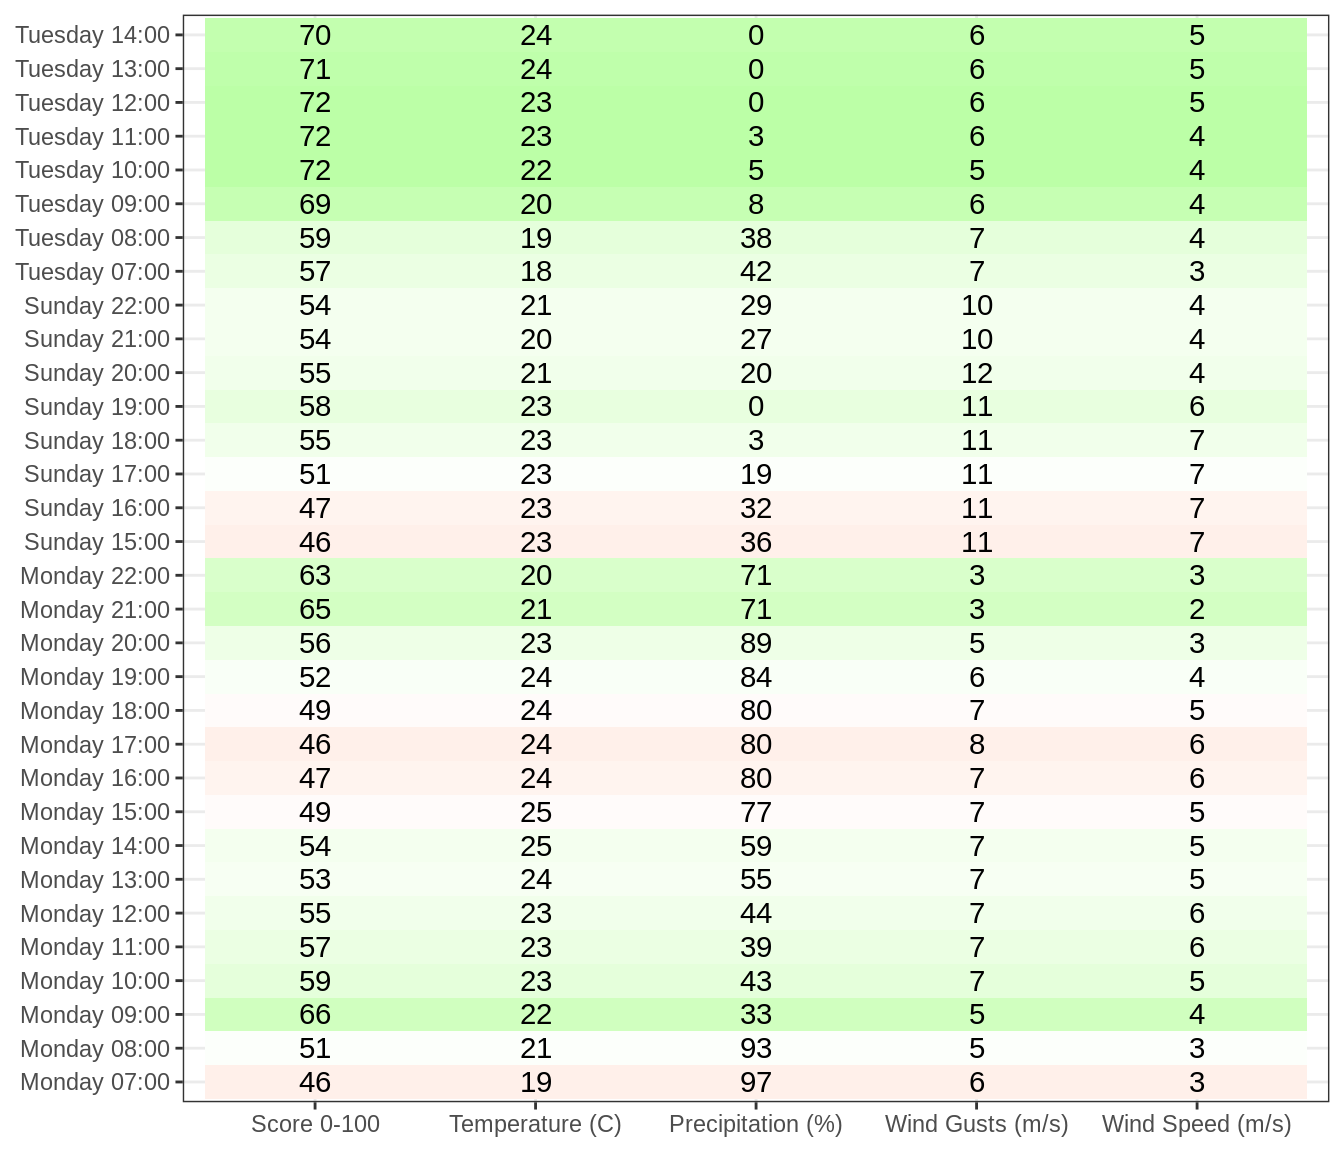 Tuesday 14:00 70 24 0 6 5
Tuesday 13:00 71 24 0 6 5
Tuesday 12:00 72 23 0 6 5
Tuesday 11:00 72 23 3 6 4
Tuesday 10:00 72 22 5 5 4
Tuesday 09:00 69 20 8 6 4
Tuesday 08:00 59 19 38 7 4
Tuesday 07:00 57 18 42 7 3
Sunday 22:00 54 21 29 10 4
Sunday 21:00 54 20 27 10 4
Sunday 20:00 55 21 20 12 4
Sunday 19:00 58 23 0 11 6
Sunday 18:00 55 23 3 11 7
Sunday 17:00 51 23 19 11 7
Sunday 16:00 47 23 32 11 7
Sunday 15:00 46 23 36 11 7
Monday 22:00 63 20 71 3 3
Monday 21:00 65 21 71 3 2
Monday 20:00 56 23 89 5 3
Monday 19:00 52 24 84 6 4
Monday 18:00 49 24 80 7 5
Monday 17:00 46 24 80 8 6
Monday 16:00 47 24 80 7 6
Monday 15:00 49 25 77 7 5
Monday 14:00 54 25 59 7 5
Monday 13:00 53 24 55 7 5
Monday 12:00 55 23 44 7 6
Monday 11:00 57 23 39 7 6
Monday 10:00 59 23 43 7 5
Monday 09:00 66 22 33 5 4
Monday 08:00 51 21 93 5 3
Monday 07:00 46 19 97 6 3
Score 0-100 Temperature (C) Precipitation (%) Wind Gusts (m/s) Wind Speed (m/s)